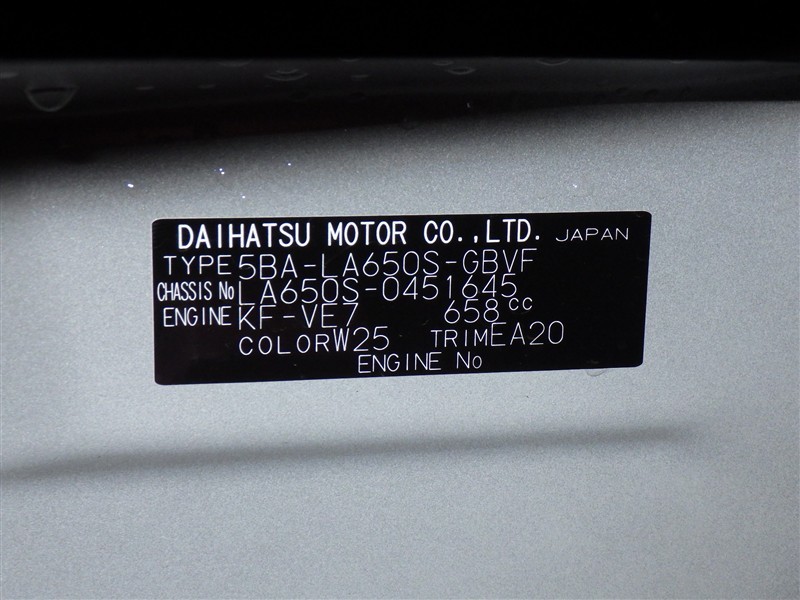 DAIHATSU MOTOR CO.,LTD. JAPAN
TYPE 5BA-LA650S-GBVF
CHASSIS No LA650S-0451645
ENGINE KF-VE7 658cc
COLOR W25 TRIM EA20
ENGINE No